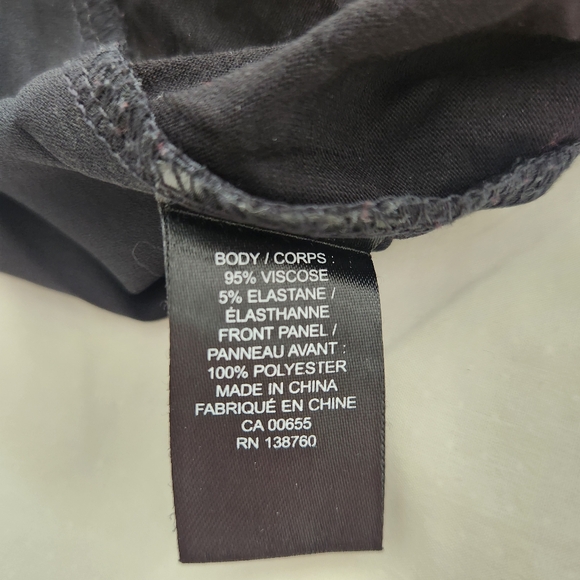 BODY / CORPS :
95% VISCOSE
5% ELASTANE /
ÉLASTHANNE
FRONT PANEL /
PANNEAU AVANT :
100% POLYESTER
MADE IN CHINA
FABRIQUÉ EN CHINE
CA 00655
RN 138760